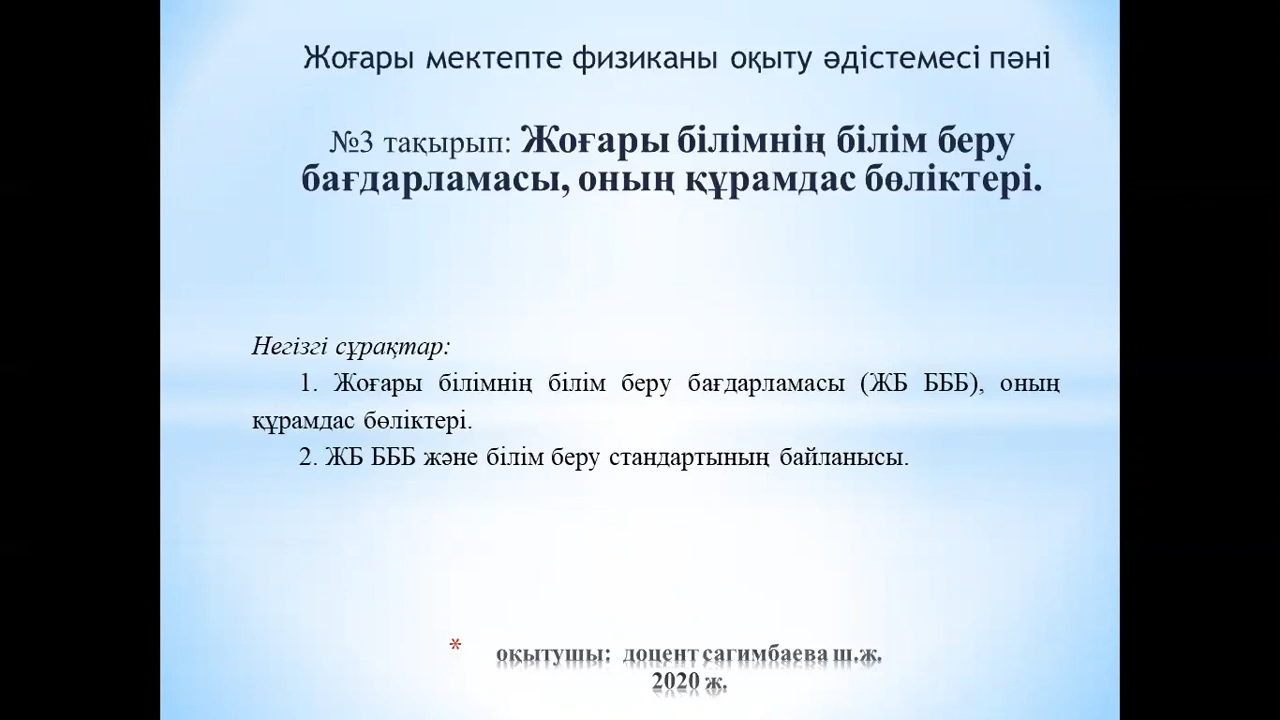 Жоғары мектепте физиканы оқыту әдістемесі пәні
№3 тақырып: Жоғары білімнің білім беру
бағдарламасы, оның құрамдас бөліктері.
Негізгі сұрақтар:
1. Жоғары білімнің білім беру бағдарламасы (ЖБ БББ), оның
құрамдас бөліктері.
2. ЖБ БББ және білім беру стандартының байланысы.
* оқытушы: доцент сагимбаева ш.ж.
2020 ж.